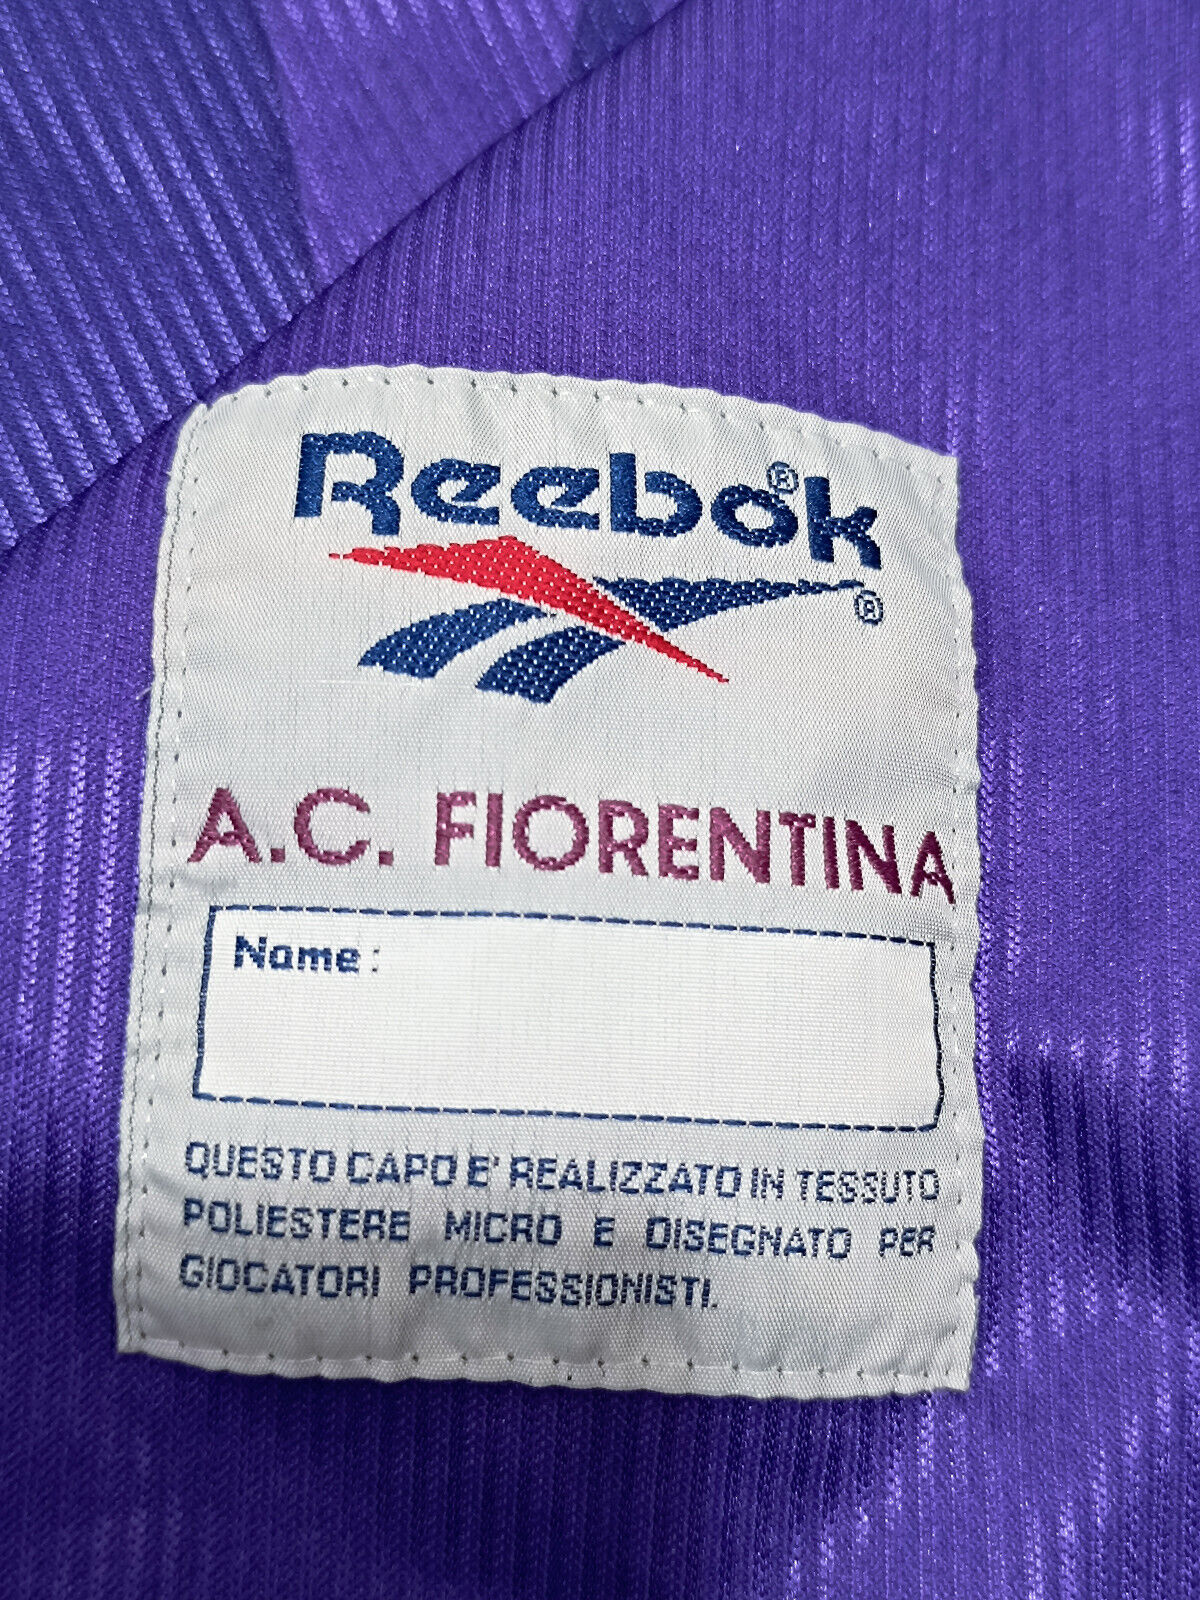 Reebok®
®
A.C. FIORENTINA
Name:
QUESTO CAPO E' REALIZZATO IN TESSUTO
POLIESTERE MICRO E DISEGNATO PER
GIOCATORI PROFESSIONISTI.